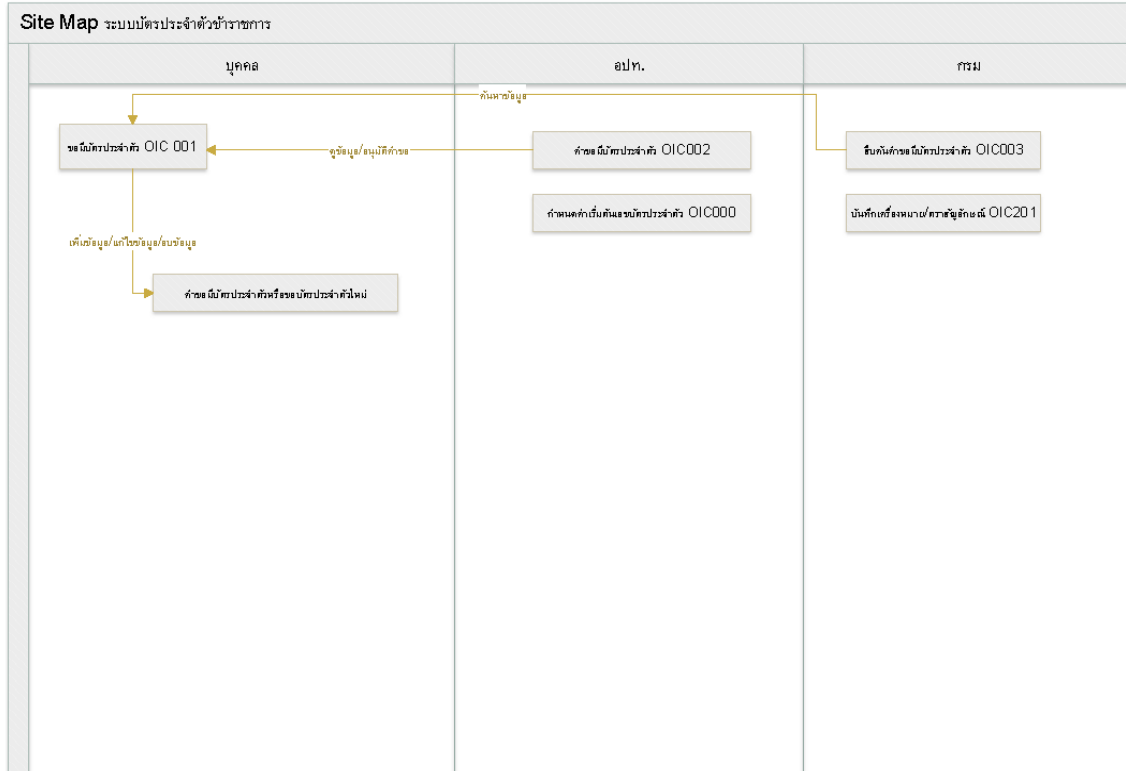 Site Map ระบบบัตรประจำตัวข้าราชการ
บุคคล
อปท.
กรม
ค้นหาข้อมูล
ขอมีบัตรประจำตัว OIC 001
ดูข้อมูล/อนุมัติคำขอ
คำขอมีบัตรประจำตัว OIC002
สืบค้นคำขอมีบัตรประจำตัว OIC003
กำหนดค่าเริ่มต้นเลขบัตรประจำตัว OIC000
บันทึกเครื่องหมาย/ตราสัญลักษณ์ OIC201
เพิ่มข้อมูล/แก้ไขข้อมูล/ลบข้อมูล
คำขอมีบัตรประจำตัวหรือขอบัตรประจำตัวใหม่